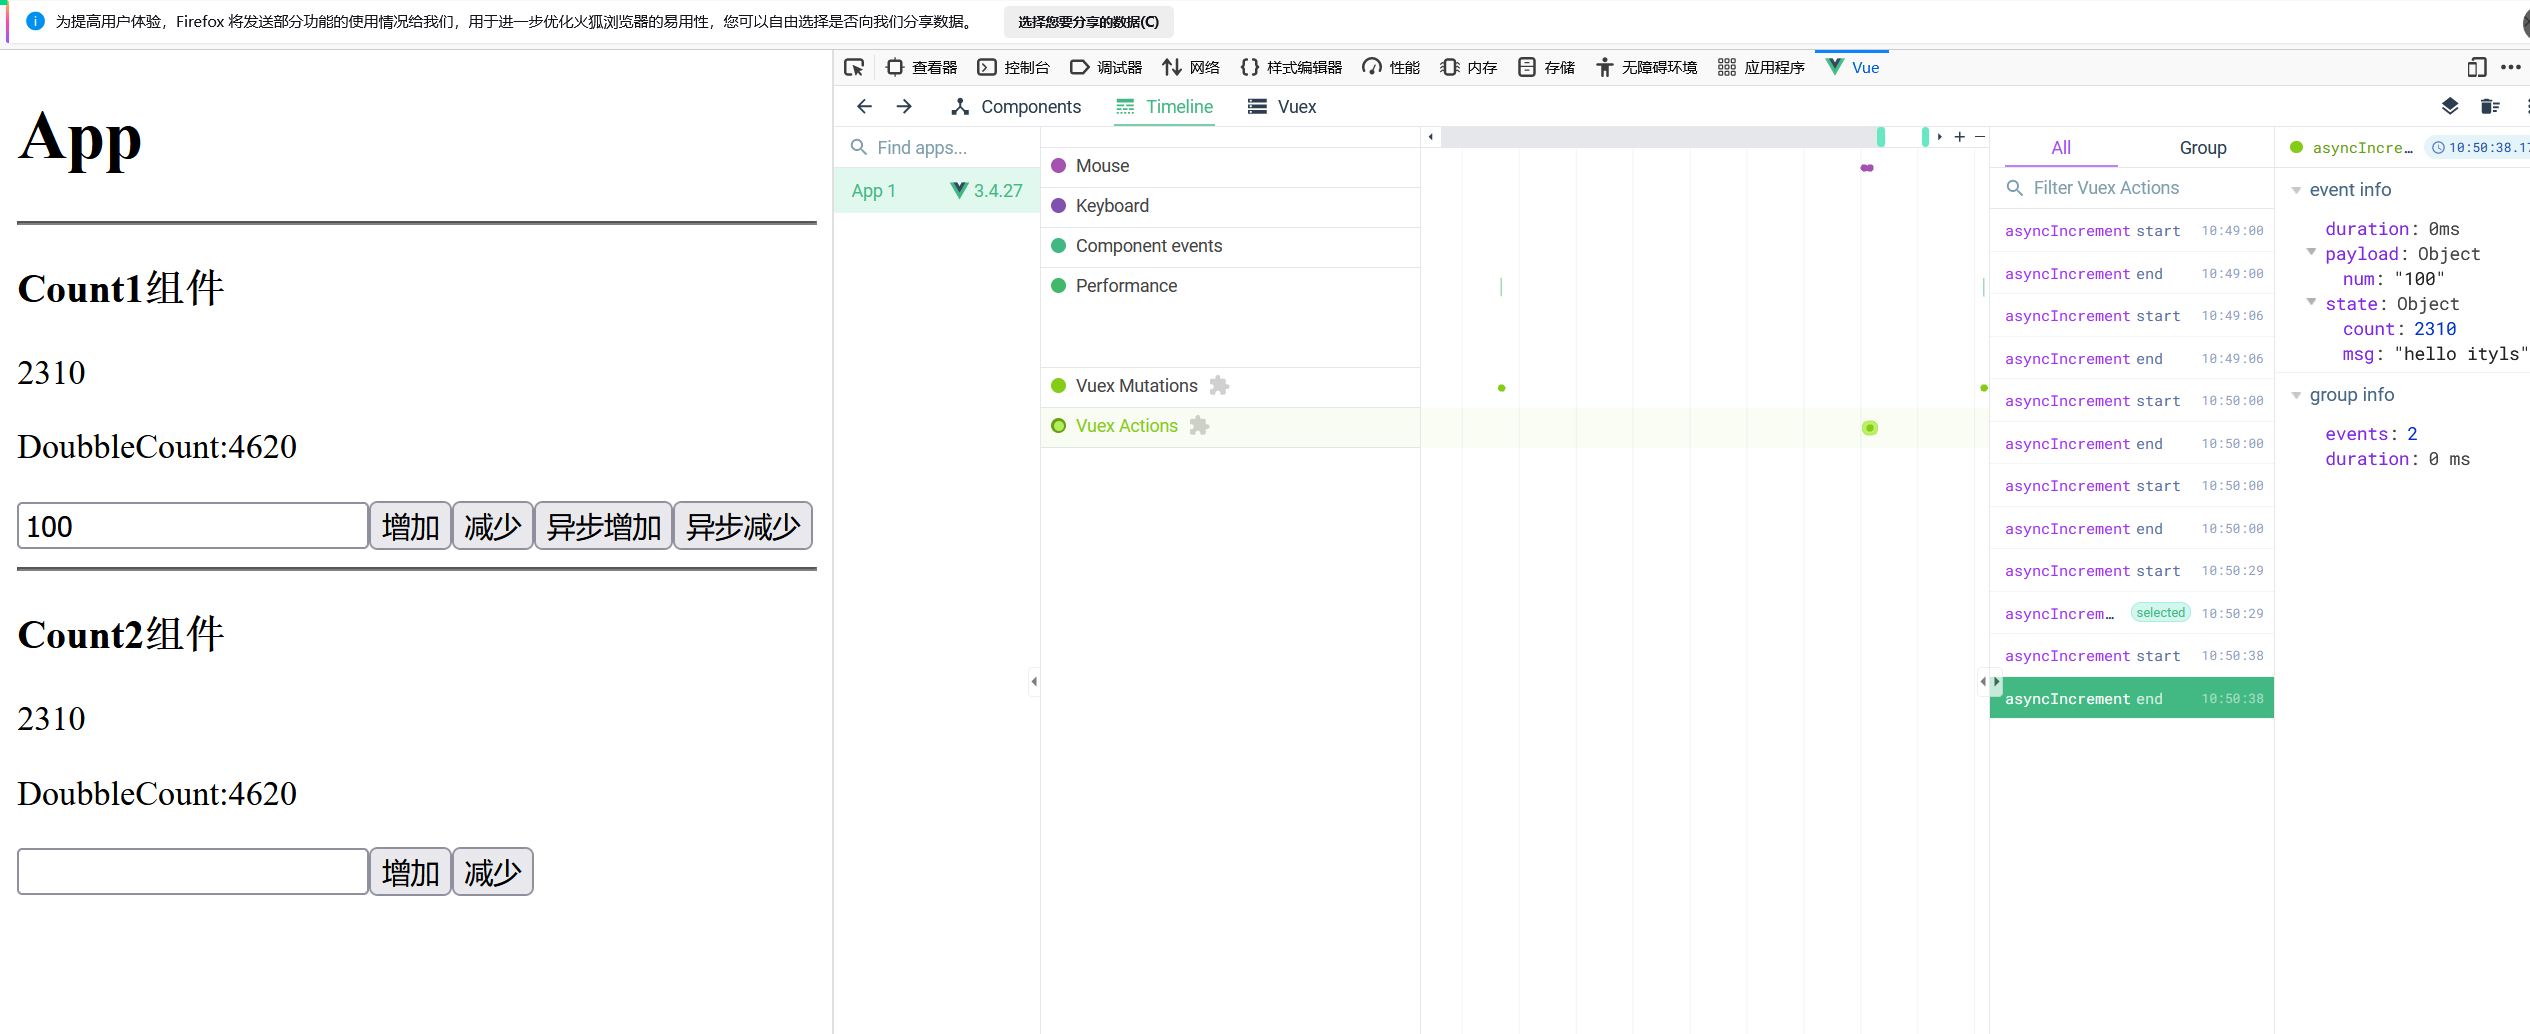 为提高用户体验，Firefox 将发送部分功能的使用情况给我们，用于进一步优化火狐浏览器的易用性，您可以自由选择是否向我们分享数据。 选择您要分享的数据(C)
App
Count1组件
2310
DoubbleCount:4620
100 增加 减少 异步增加 异步减少
Count2组件
2310
DoubbleCount:4620
增加 减少
查看器 控制台 调试器 网络 样式编辑器 性能 内存 存储 无障碍环境 应用程序 Vue
Components Timeline Vuex
Find apps...
App 1 3.4.27
Mouse
Keyboard
Component events
Performance
Vuex Mutations
Vuex Actions
All Group
Filter Vuex Actions
asyncIncrement start 10:49:00
asyncIncrement end 10:49:00
asyncIncrement start 10:49:06
asyncIncrement end 10:49:06
asyncIncrement start 10:50:00
asyncIncrement end 10:50:00
asyncIncrement start 10:50:00
asyncIncrement end 10:50:00
asyncIncrement start 10:50:29
asyncIncrem… selected 10:50:29
asyncIncrement start 10:50:38
asyncIncrement end 10:50:38
asyncIncre… 10:50:38.17
event info
duration: 0ms
payload: Object
num: "100"
state: Object
count: 2310
msg: "hello ityls"
group info
events: 2
duration: 0 ms